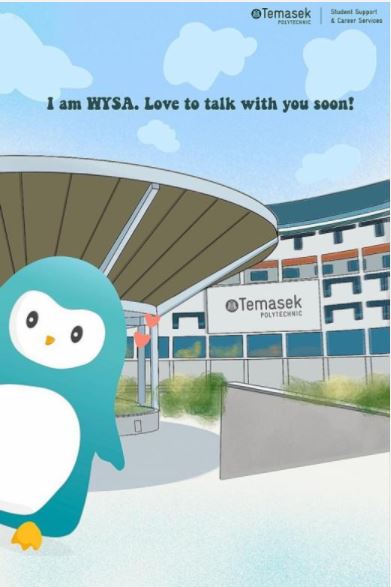 Temasek
POLYTECHNIC
Student Support
& Career Services
I am WYSA. Love to talk with you soon!
Temasek
POLYTECHNIC